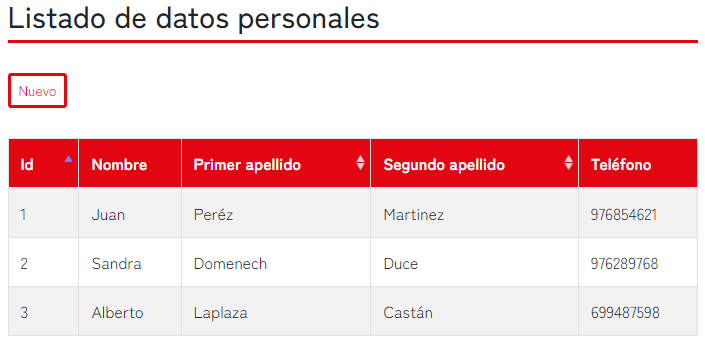 Listado de datos personales
Nuevo
Id Nombre Primer apellido Segundo apellido Teléfono
1 Juan Peréz Martinez 976854621
2 Sandra Domenech Duce 976289768
3 Alberto Laplaza Castán 699487598